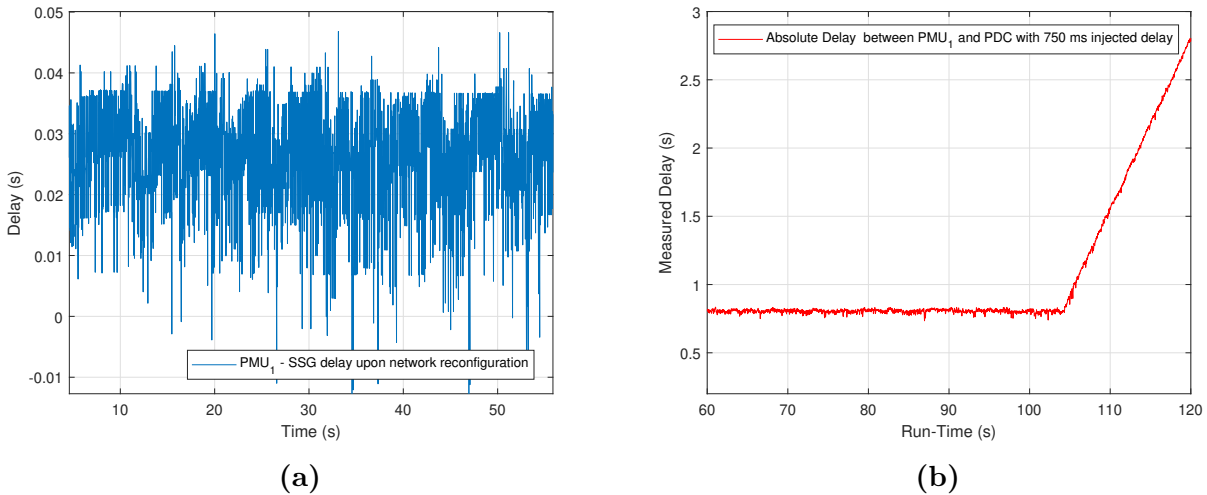 0.05
0.04
0.03
0.02
0.01
0
-0.01
Delay (s)
PMU1 - SSG delay upon network reconfiguration
10 20 30 40 50
Time (s)
(a)
3
2.5
2
1.5
1
0.5
Measured Delay (s)
Absolute Delay between PMU1 and PDC with 750 ms injected delay
60 70 80 90 100 110 120
Run-Time (s)
(b)